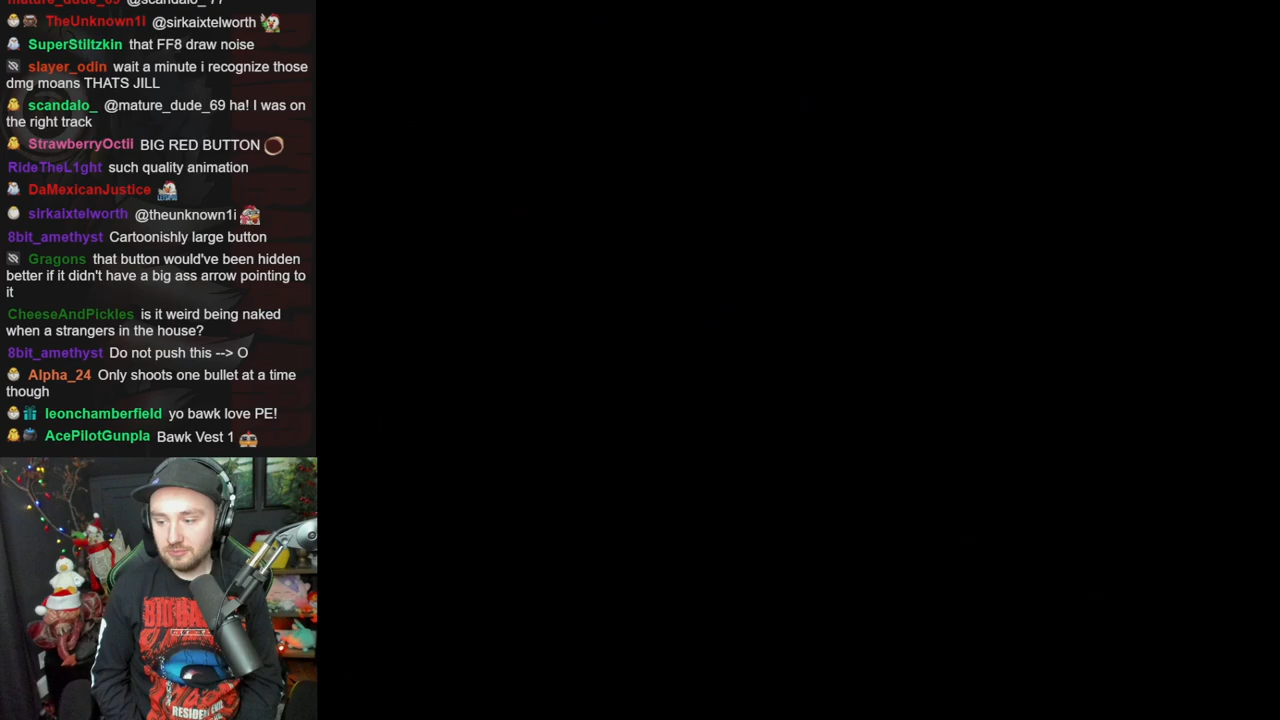 mature_dude_69 @scandalo_ 77
TheUnknown1i @sirkaixtelworth
SuperStiltzkin that FF8 draw noise
slayer_odin wait a minute i recognize those
dmg moans THATS JILL
scandalo_ @mature_dude_69 ha! I was on
the right track
StrawberryOctii BIG RED BUTTON
RideTheL1ght such quality animation
DaMexicanJustice
sirkaixtelworth @theunknown1i
8bit_amethyst Cartoonishly large button
Gragons that button would've been hidden
better if it didn't have a big ass arrow pointing to
it
CheeseAndPickles is it weird being naked
when a strangers in the house?
8bit_amethyst Do not push this --> O
Alpha_24 Only shoots one bullet at a time
though
leonchamberfield yo bawk love PE!
AcePilotGunpla Bawk Vest 1
RESIDENT EVIL